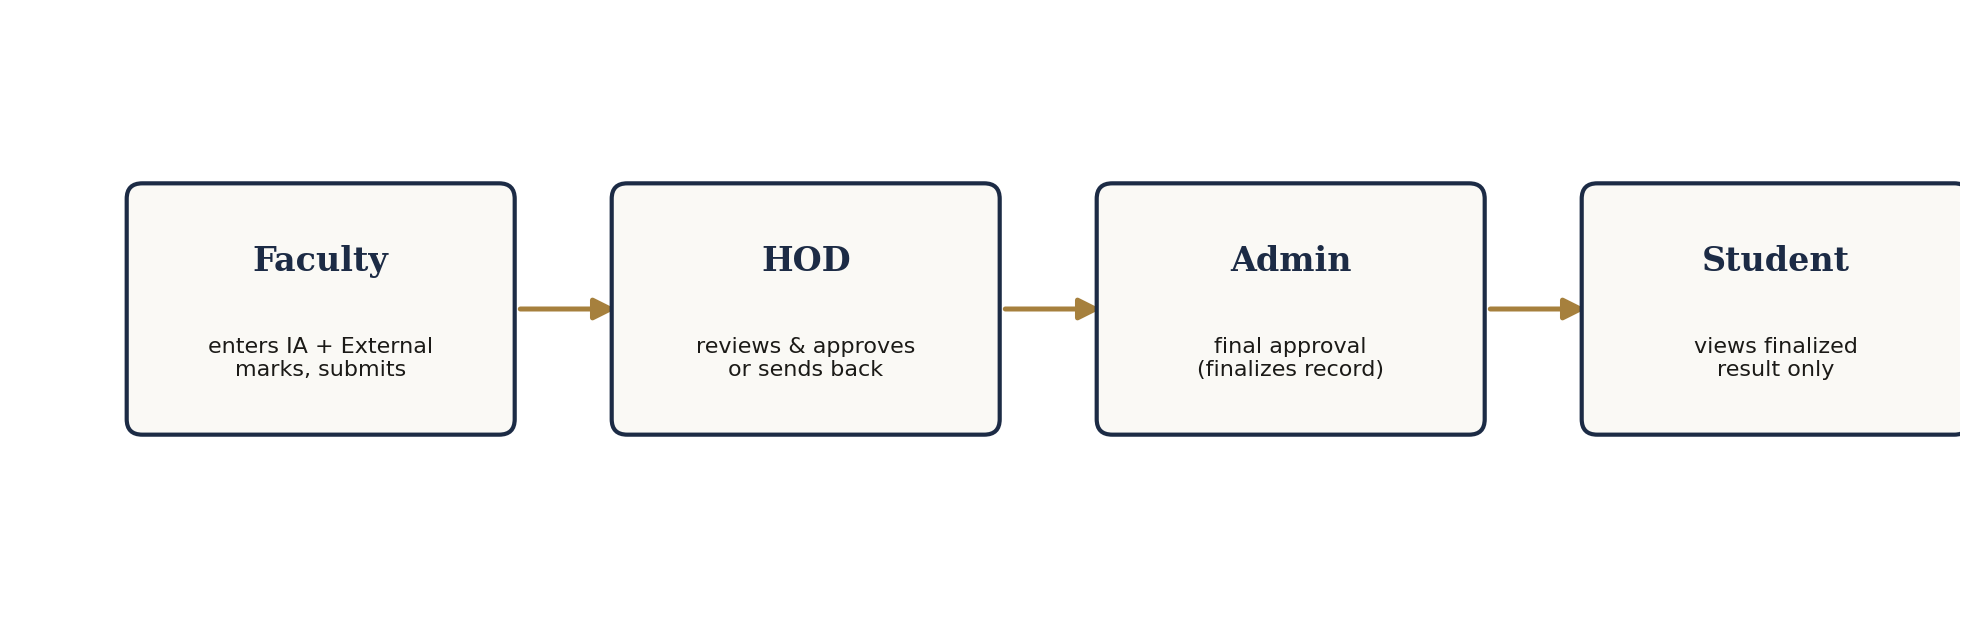 Faculty
enters IA + External
marks, submits
HOD
reviews & approves
or sends back
Admin
final approval
(finalizes record)
Student
views finalized
result only